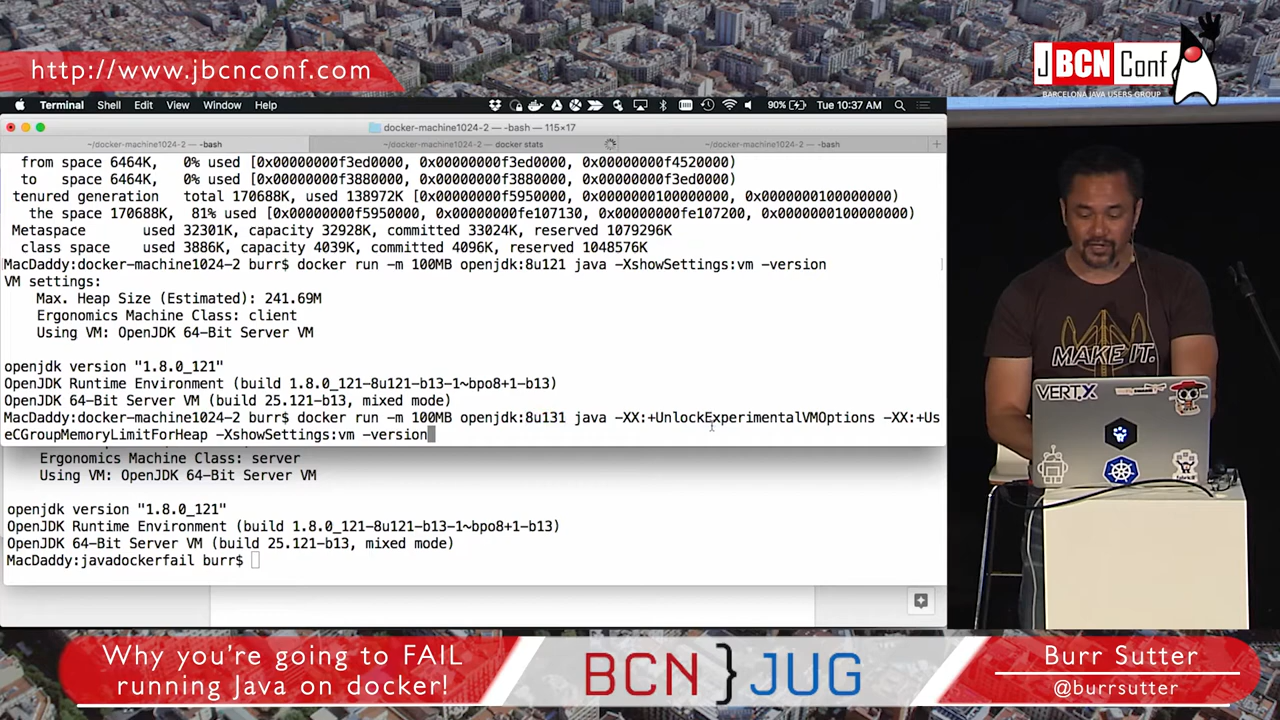 http://www.jbcnconf.com
JBCNConf
BARCELONA JAVA USERS GROUP
Terminal Shell Edit View Window Help 90% Tue 10:37 AM
docker-machine1024-2 — -bash — 115×17
~/docker-machine1024-2 — -bash ~/docker-machine1024-2 — docker stats ~/docker-machine1024-2 — -bash
from space 6464K, 0% used [0x00000000f3ed0000, 0x00000000f3ed0000, 0x00000000f4520000)
to space 6464K, 0% used [0x00000000f3880000, 0x00000000f3880000, 0x00000000f3ed0000)
tenured generation total 170688K, used 138972K [0x00000000f5950000, 0x0000000100000000, 0x0000000100000000)
the space 170688K, 81% used [0x00000000f5950000, 0x00000000fe107130, 0x00000000fe107200, 0x0000000100000000)
Metaspace used 32301K, capacity 32928K, committed 33024K, reserved 1079296K
class space used 3886K, capacity 4039K, committed 4096K, reserved 1048576K
MacDaddy:docker-machine1024-2 burr$ docker run -m 100MB openjdk:8u121 java -XshowSettings:vm -version
VM settings:
Max. Heap Size (Estimated): 241.69M
Ergonomics Machine Class: client
Using VM: OpenJDK 64-Bit Server VM
openjdk version "1.8.0_121"
OpenJDK Runtime Environment (build 1.8.0_121-8u121-b13-1~bpo8+1-b13)
OpenJDK 64-Bit Server VM (build 25.121-b13, mixed mode)
MacDaddy:docker-machine1024-2 burr$ docker run -m 100MB openjdk:8u131 java -XX:+UnlockExperimentalVMOptions -XX:+Us
eCGroupMemoryLimitForHeap -XshowSettings:vm -version
Ergonomics Machine Class: server
Using VM: OpenJDK 64-Bit Server VM
openjdk version "1.8.0_121"
OpenJDK Runtime Environment (build 1.8.0_121-8u121-b13-1~bpo8+1-b13)
OpenJDK 64-Bit Server VM (build 25.121-b13, mixed mode)
MacDaddy:javadockerfail burr$
MAKE IT.
VERT.X
Why you're going to FAIL
running Java on docker!
BCN}JUG
Burr Sutter
@burrsutter